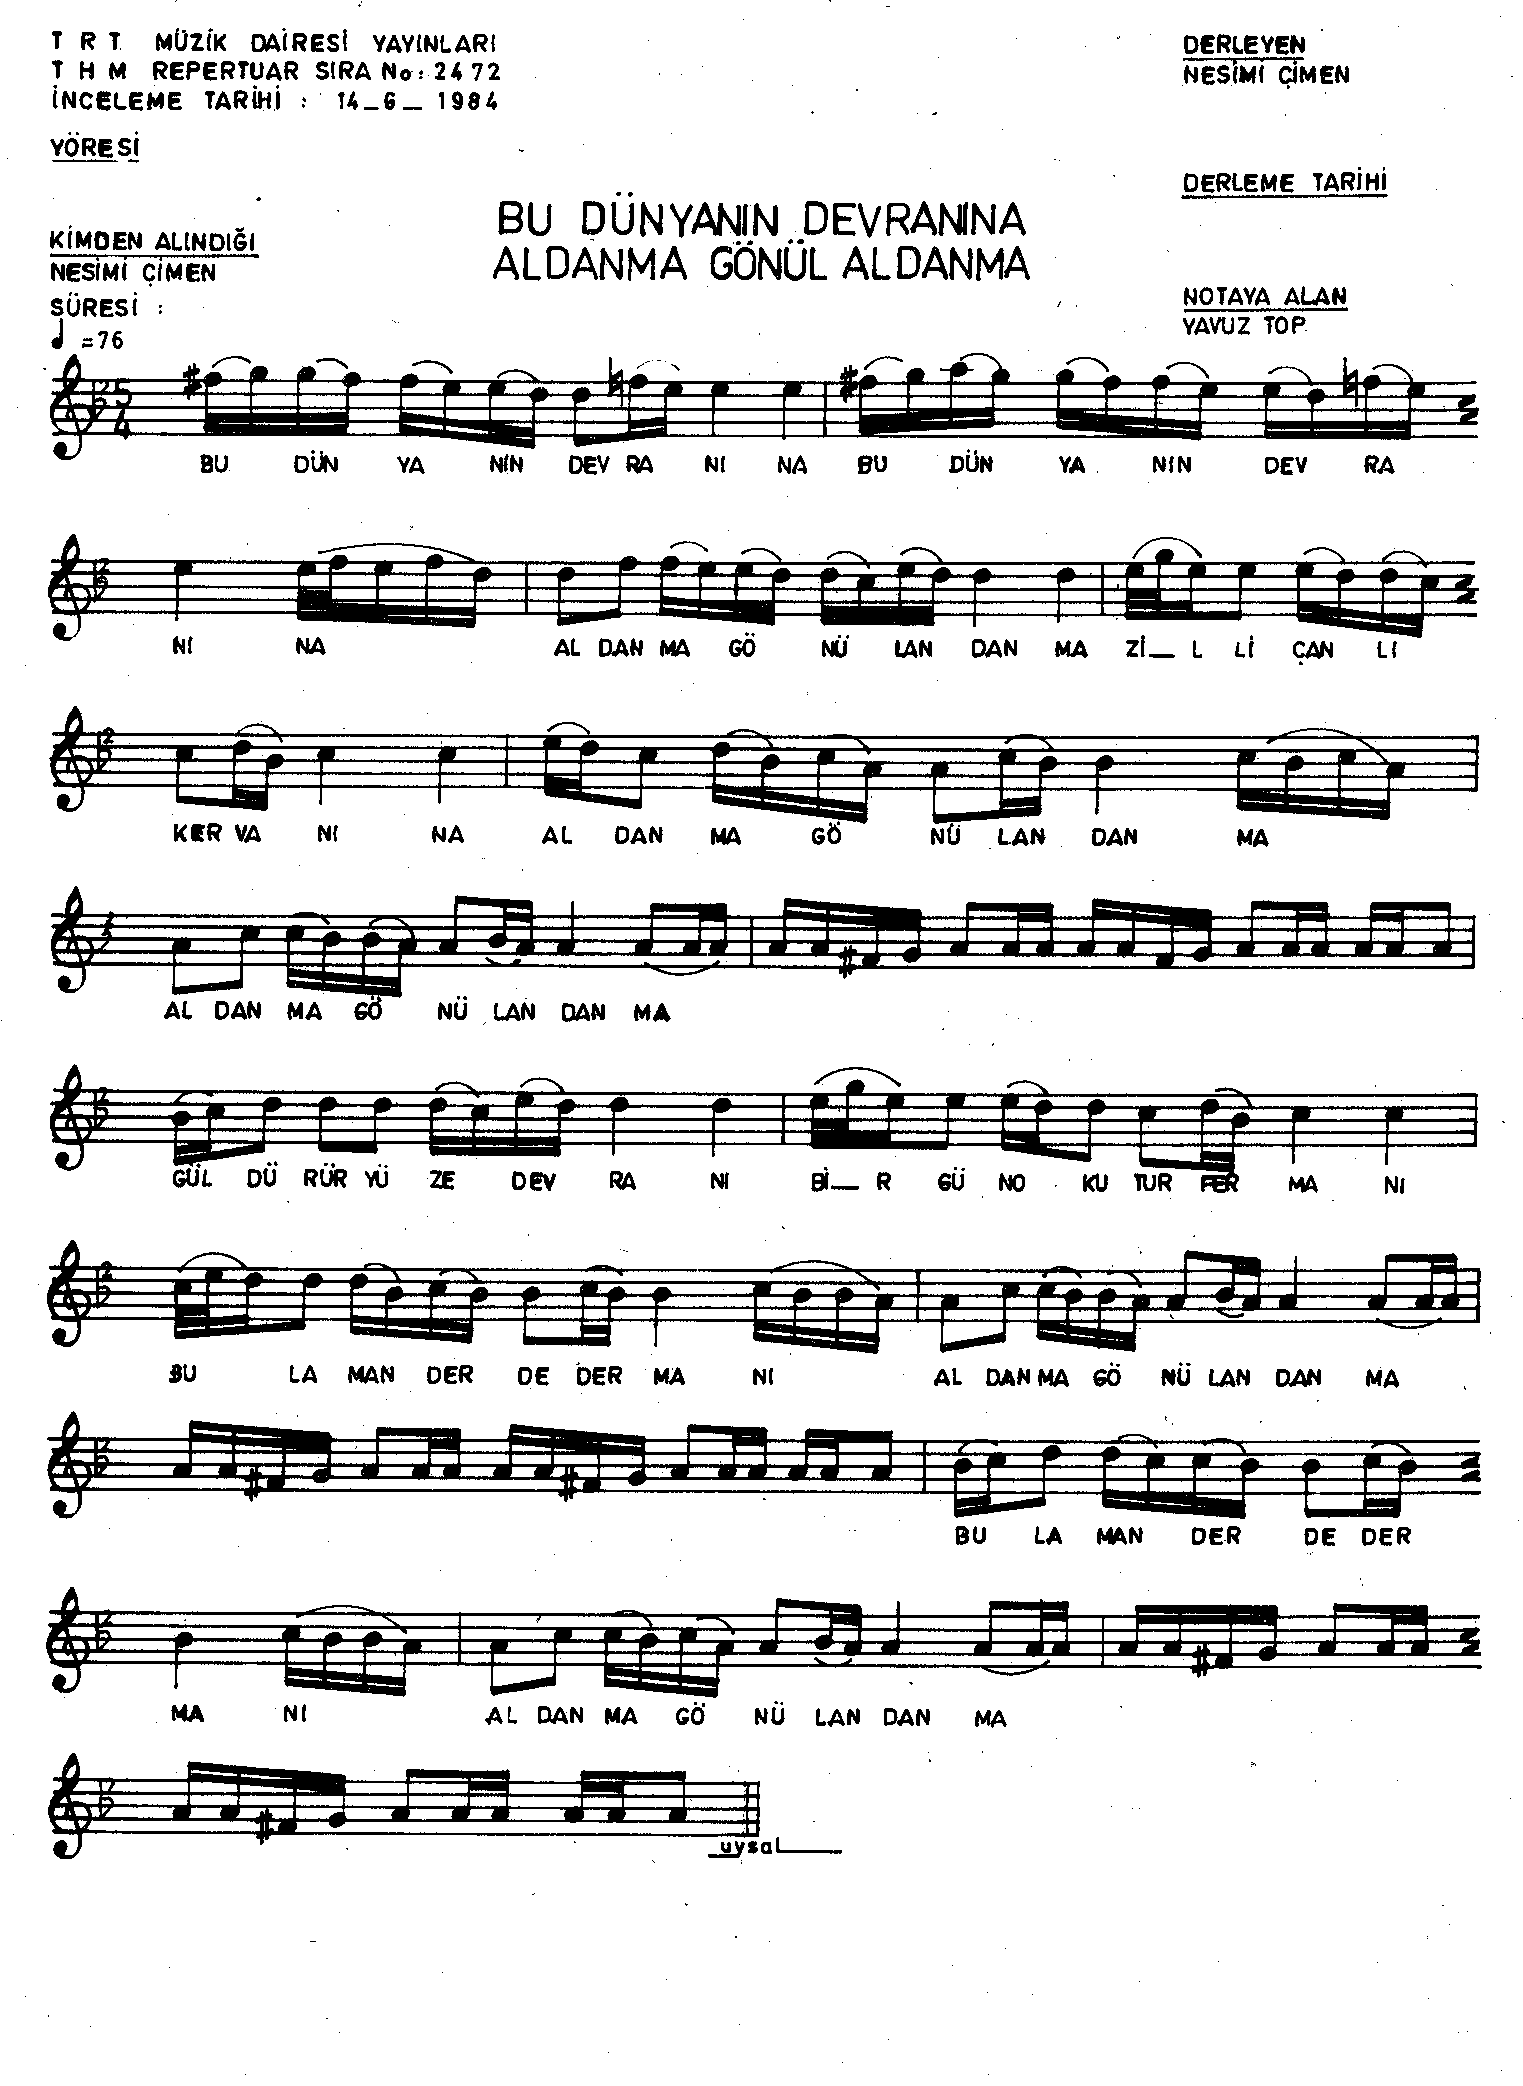 T R T MÜZİK DAİRESİ YAYINLARI
T H M REPERTUAR SIRA No: 2472
İNCELEME TARİHİ : 14_6_ 1984
DERLEYEN
NESİMİ ÇİMEN
YÖRESİ
DERLEME TARİHİ
BU DÜNYANIN DEVRANINA
ALDANMA GÖNÜL ALDANMA
KİMDEN ALINDIĞI
NESİMİ ÇİMEN
SÜRESİ :
NOTAYA ALAN
YAVUZ TOP
=76
5
4
BU DÜN YA NIN DEV RA NI NA BU DÜN YA NIN DEV RA
NI NA AL DAN MA GÖ NÜ LAN DAN MA Zİ_ L Lİ ÇAN LI
KER VA NI NA AL DAN MA GÖ NÜ LAN DAN MA
AL DAN MA GÖ NÜ LAN DAN MA
GÜL DÜ RÜR YÜ ZE DEV RA NI Bİ_ R GÜ NO KU TUR FER MA NI
BU LA MAN DER DE DER MA NI AL DAN MA GÖ NÜ LAN DAN MA
BU LA MAN DER DE DER
MA NI AL DAN MA GÖ NÜ LAN DAN MA
uysal